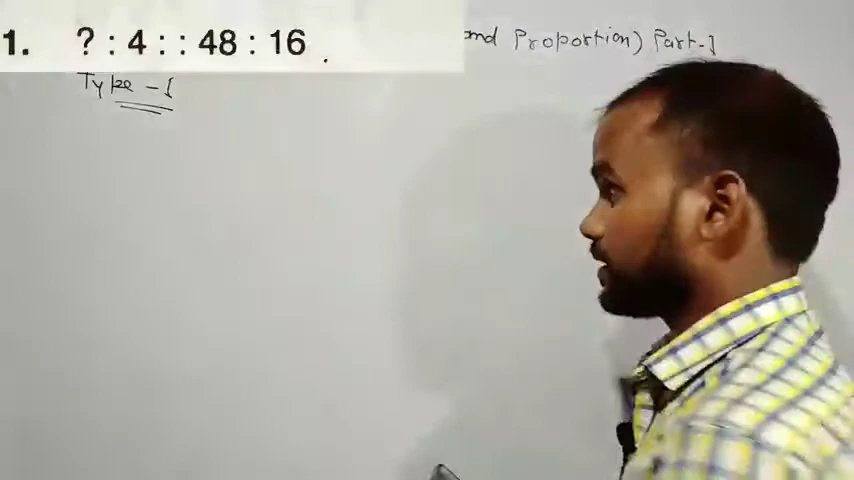 1. ? : 4 : : 48 : 16 .
and Proportion) Part-1
Type - 1